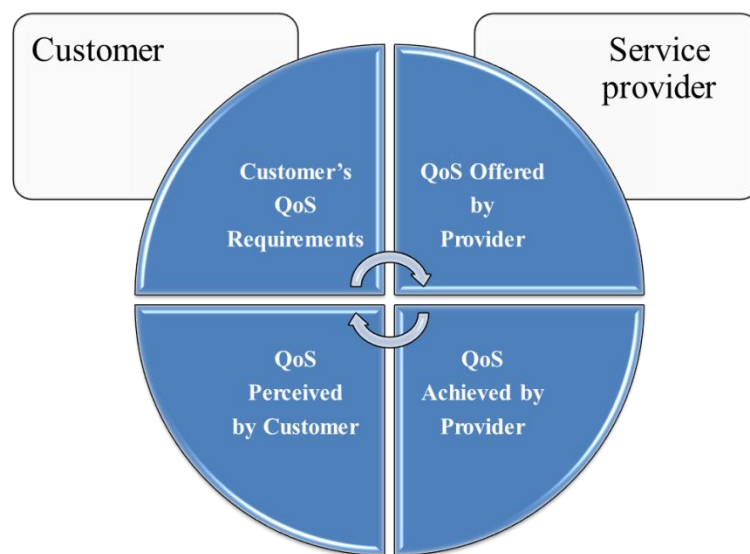 Customer
Service
provider
Customer’s
QoS
Requirements
QoS Offered
by
Provider
QoS
Perceived
by Customer
QoS
Achieved by
Provider